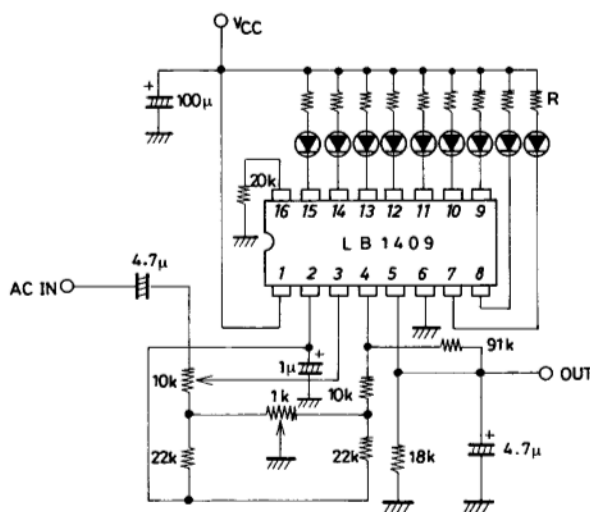 VCC
+
100μ
R
20k
16 15 14 13 12 11 10 9
LB1409
1 2 3 4 5 6 7 8
4.7μ
AC IN
91k
+
1μ
OUT
10k
10k
1k
+
22k
22k
18k
4.7μ